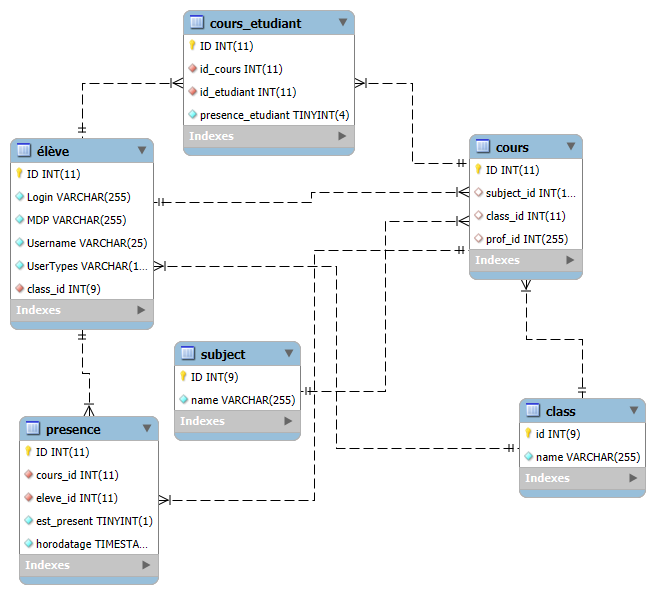 cours_etudiant
ID INT(11)
id_cours INT(11)
id_etudiant INT(11)
presence_etudiant TINYINT(4)
Indexes
élève
ID INT(11)
Login VARCHAR(255)
MDP VARCHAR(255)
Username VARCHAR(25)
UserTypes VARCHAR(1...
class_id INT(9)
Indexes
cours
ID INT(11)
subject_id INT(1...
class_id INT(11)
prof_id INT(255)
Indexes
subject
ID INT(9)
name VARCHAR(255)
Indexes
class
id INT(9)
name VARCHAR(255)
Indexes
presence
ID INT(11)
cours_id INT(11)
eleve_id INT(11)
est_present TINYINT(1)
horodatage TIMESTA...
Indexes